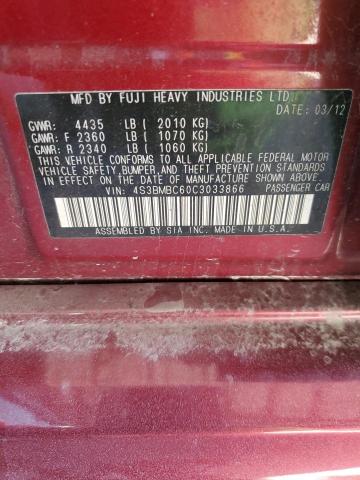 MFD BY FUJI HEAVY INDUSTRIES LTD.
DATE: 03/12
GVWR: 4435 LB ( 2010 KG)
GAWR: F 2360 LB ( 1070 KG)
GAWR: R 2340 LB ( 1060 KG)
THIS VEHICLE CONFORMS TO ALL APPLICABLE FEDERAL MOTOR
VEHICLE SAFETY, BUMPER, AND THEFT PREVENTION STANDARDS
IN EFFECT ON THE DATE OF MANUFACTURE SHOWN ABOVE.
VIN: 4S3BMBC60C3033866 PASSENGER CAR
ASSEMBLED BY SIA INC. MADE IN U.S.A.